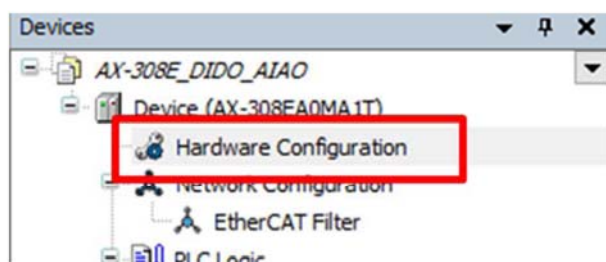 Devices
AX-308E_DIDO_AIAO
Device (AX-308EA0MA1T)
Hardware Configuration
Network Configuration
EtherCAT Filter
PLC Logic